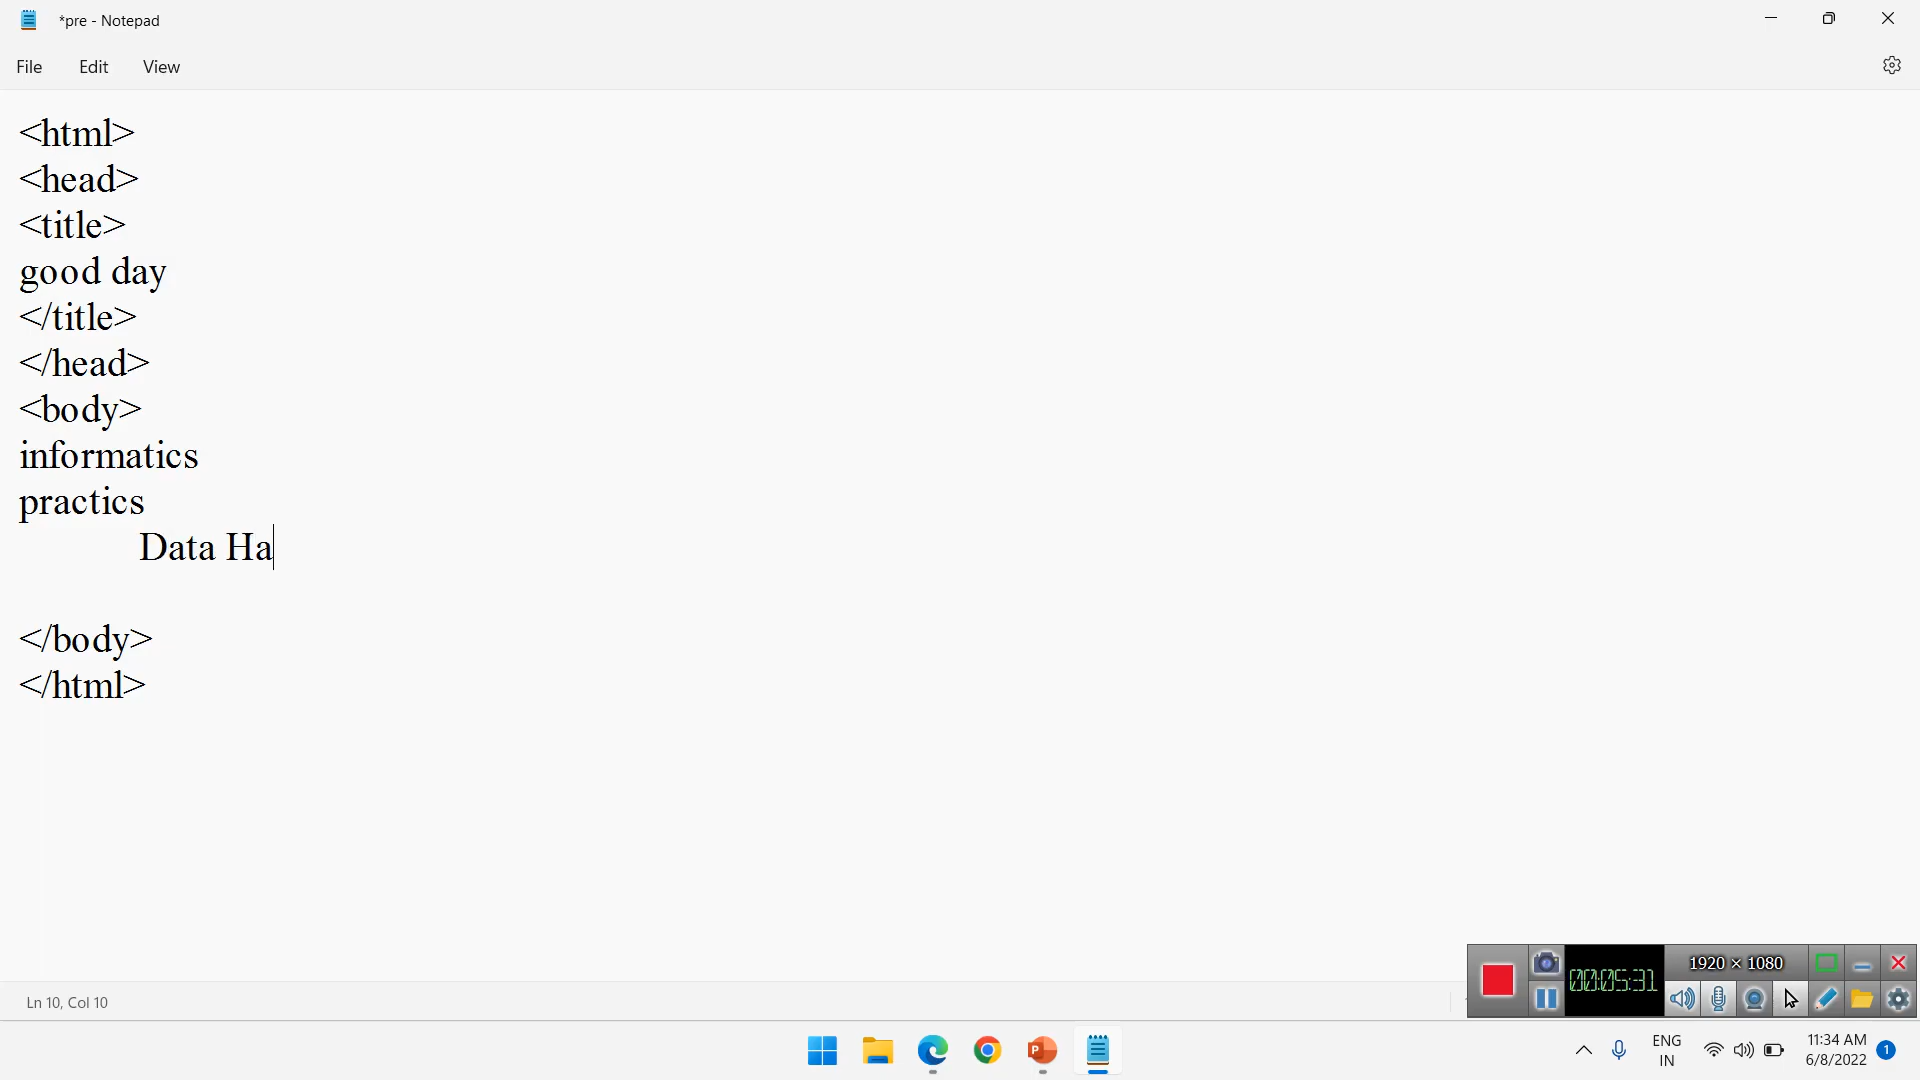 *pre - Notepad
File Edit View
<html>
<head>
<title>
good day
</title>
</head>
<body>
informatics
practics
Data Ha
</body>
</html>
Ln 10, Col 10
00:05:31
1920 × 1080
ENG
IN
11:34 AM
6/8/2022
1